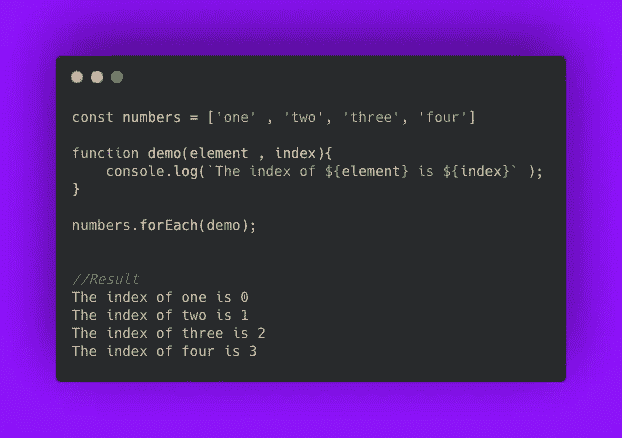 const numbers = ['one' , 'two', 'three', 'four']
function demo(element , index){
console.log(`The index of ${element} is ${index}` );
}
numbers.forEach(demo);
//Result
The index of one is 0
The index of two is 1
The index of three is 2
The index of four is 3